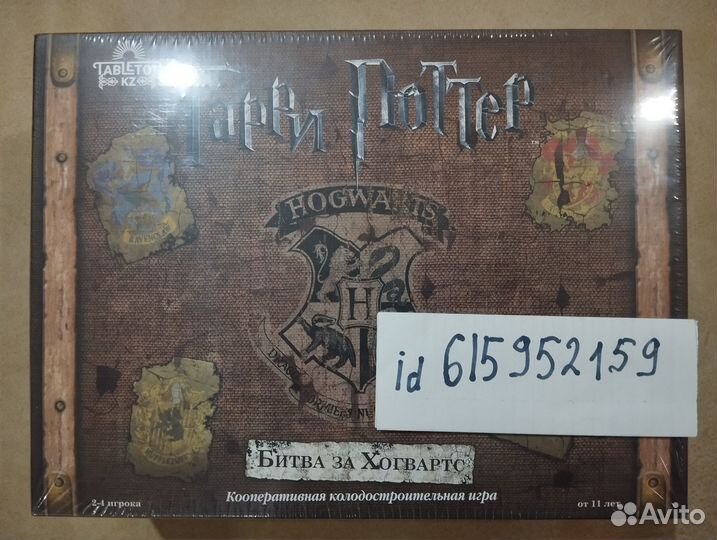 TABLETOP
KZ
Гарри Поттер
HOGWARTS
RAVENCLAW
H
id 615952159
Битва за Хогвартс
Кооперативная колодостроительная игра
2-4 игрока
от 11 лет
Avito